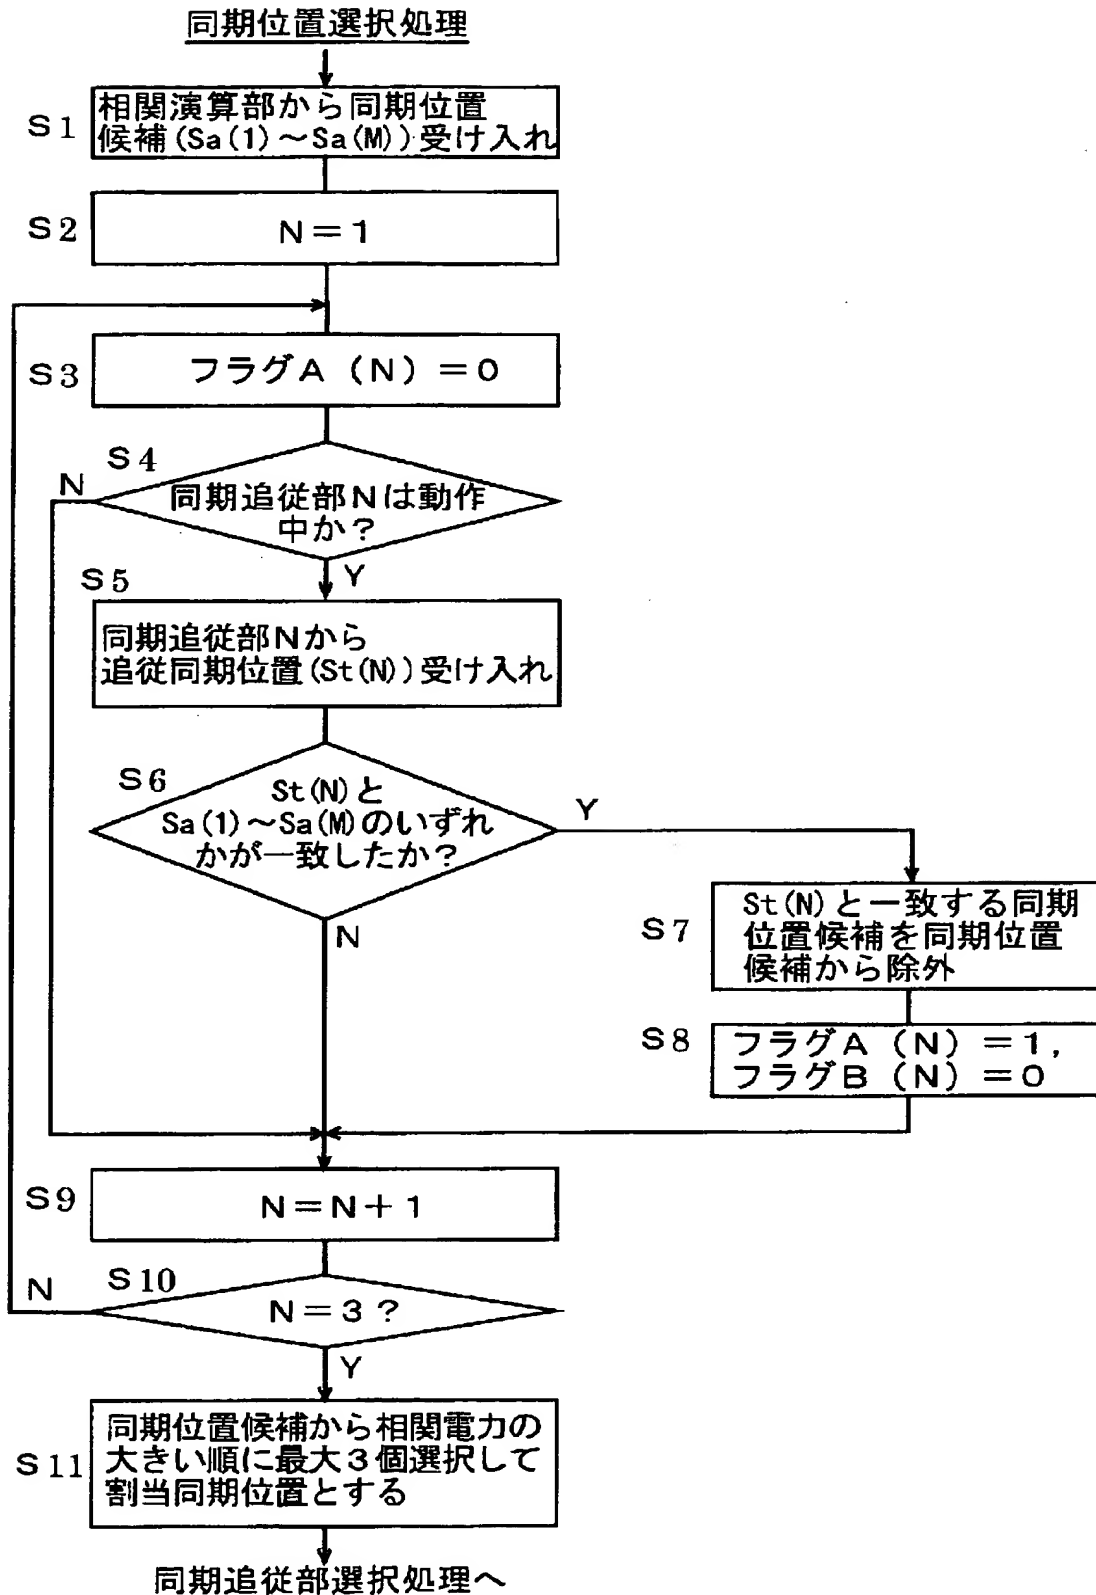 同期位置選択処理
S1
相関演算部から同期位置
候補(Sa(1)~Sa(M))受け入れ
S2
N=1
S3
フラグA (N) =0
S4
N
同期追従部Nは動作
中か?
Y
S5
同期追従部Nから
追従同期位置(St(N))受け入れ
S6
St(N)と
Sa(1)~Sa(M)のいずれ
かが一致したか?
Y
N
S7
St(N)と一致する同期
位置候補を同期位置
候補から除外
S8
フラグA (N) =1,
フラグB (N) =0
S9
N=N+1
S10
N
N=3?
Y
S11
同期位置候補から相関電力の
大きい順に最大3個選択して
割当同期位置とする
同期追従部選択処理へ